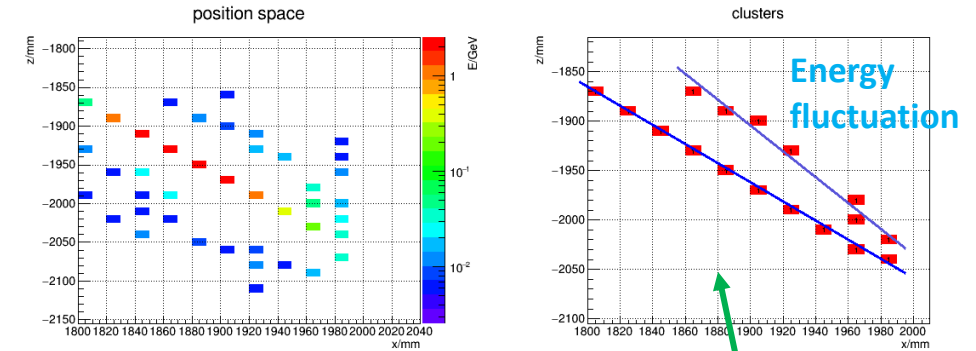 position space
z/mm
−1800
−1850
−1900
−1950
−2000
−2050
−2100
−2150
1800 1820 1840 1860 1880 1900 1920 1940 1960 1980 2000 2020 2040
x/mm
E/GeV
1
10⁻¹
10⁻²
clusters
z/mm
−1850
−1900
−1950
−2000
−2050
−2100
1800 1820 1840 1860 1880 1900 1920 1940 1960 1980 2000
x/mm
Energy
fluctuation